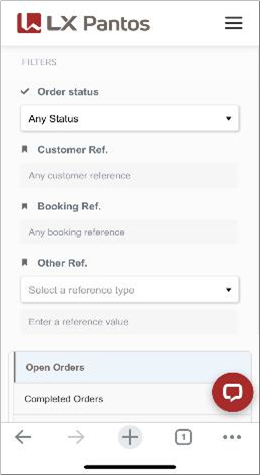 LX Pantos
FILTERS
Order status
Any Status
Customer Ref.
Any customer reference
Booking Ref.
Any booking reference
Other Ref.
Select a reference type
Enter a reference value
Open Orders
Completed Orders
1